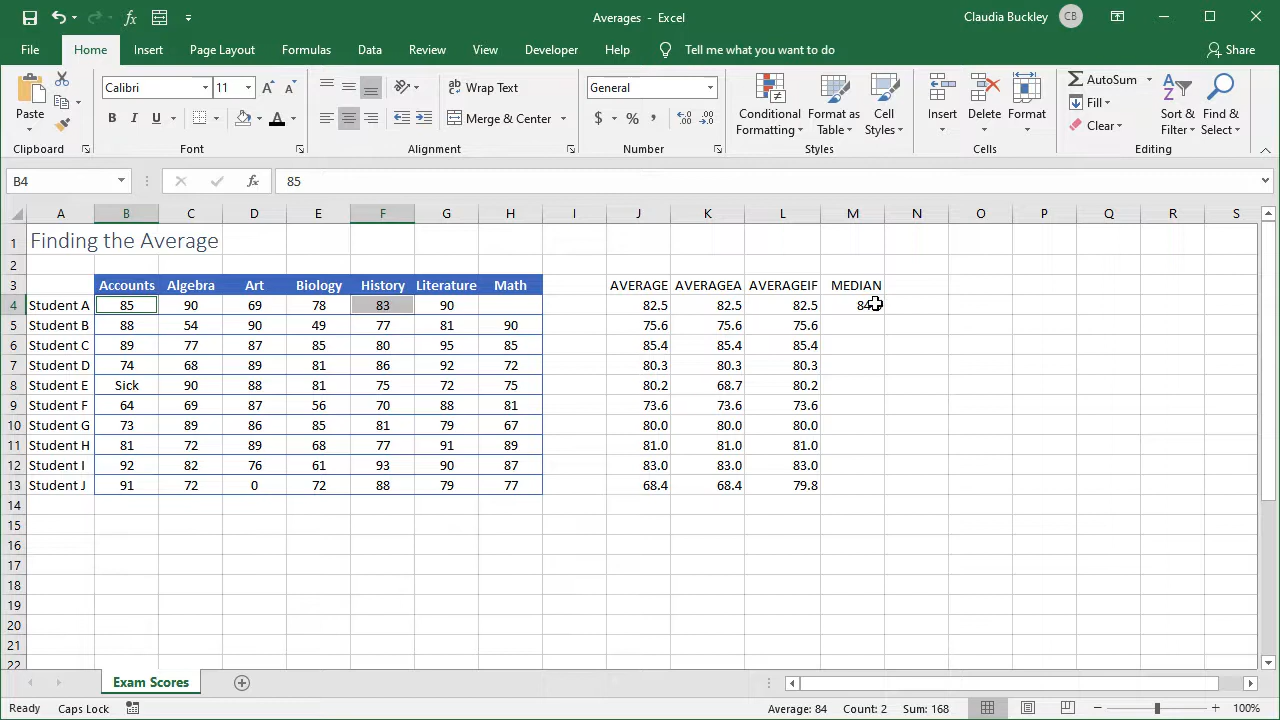 Averages - Excel
Claudia Buckley CB
File Home Insert Page Layout Formulas Data Review View Developer Help Tell me what you want to do Share
Paste
Clipboard
Calibri 11
B I U A
Font
Wrap Text
Merge & Center
Alignment
General
$ % ,
Number
Conditional Formatting
Format as Table
Cell Styles
Styles
Insert Delete Format
Cells
AutoSum
Fill
Clear
Sort & Filter
Find & Select
Editing
B4 fx 85
A B C D E F G H I J K L M N O P Q R S
1 Finding the Average
2
3 Accounts Algebra Art Biology History Literature Math AVERAGE AVERAGEA AVERAGEIF MEDIAN
4 Student A 85 90 69 78 83 90 82.5 82.5 82.5 84
5 Student B 88 54 90 49 77 81 90 75.6 75.6 75.6
6 Student C 89 77 87 85 80 95 85 85.4 85.4 85.4
7 Student D 74 68 89 81 86 92 72 80.3 80.3 80.3
8 Student E Sick 90 88 81 75 72 75 80.2 68.7 80.2
9 Student F 64 69 87 56 70 88 81 73.6 73.6 73.6
10 Student G 73 89 86 85 81 79 67 80.0 80.0 80.0
11 Student H 81 72 89 68 77 91 89 81.0 81.0 81.0
12 Student I 92 82 76 61 93 90 87 83.0 83.0 83.0
13 Student J 91 72 0 72 88 79 77 68.4 68.4 79.8
14
15
16
17
18
19
20
21
22
Exam Scores
Ready Caps Lock Average: 84 Count: 2 Sum: 168 100%